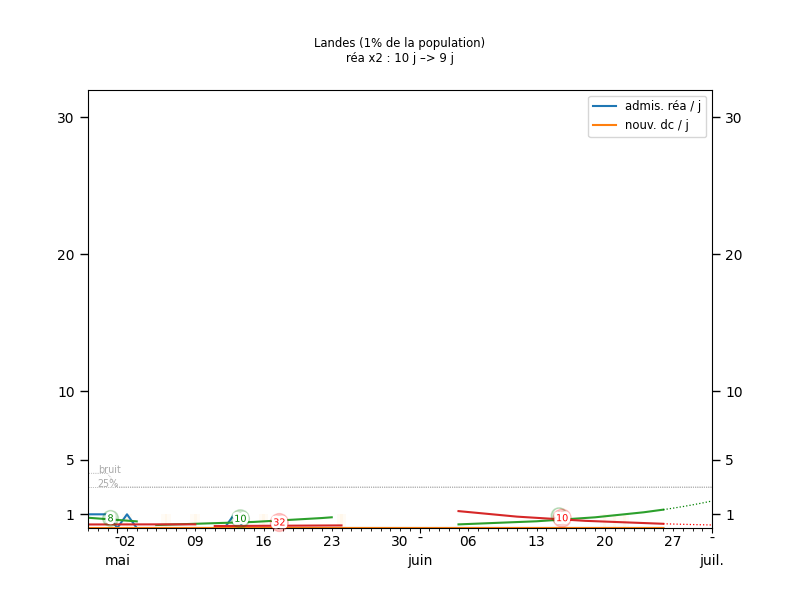 Landes (1% de la population)
réa x2 : 10 j –> 9 j
admis. réa / j
nouv. dc / j
30
20
10
5
1
30
20
10
5
1
bruit
25%
8
10
32
10
02 09 16 23 30 - 06 13 20 27 -
mai juin juil.